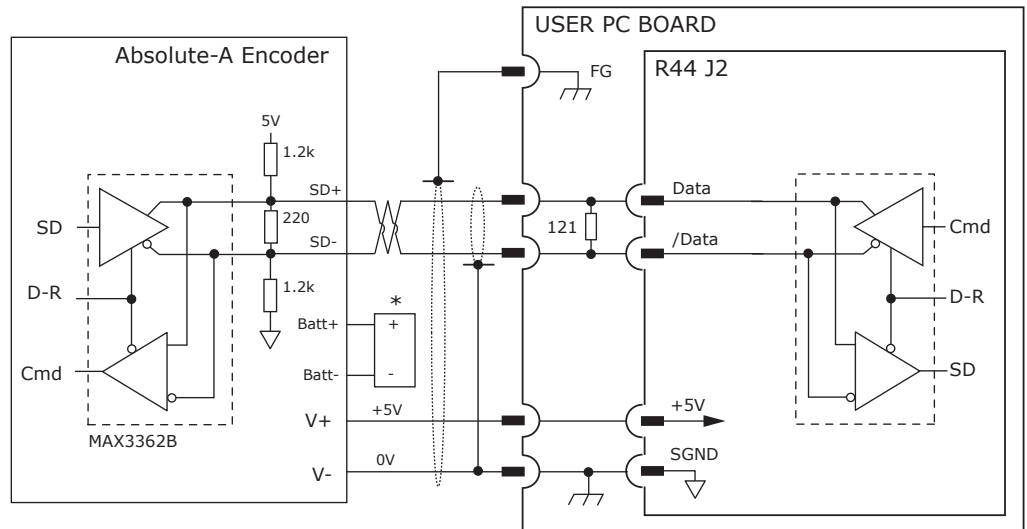 USER PC BOARD
Absolute-A Encoder
R44 J2
FG
5V
1.2k
SD+
Data
SD
220
121
Cmd
SD-
/Data
D-R
1.2k
*
D-R
Batt+
+
Cmd
Batt-
-
SD
MAX3362B
V+
+5V
+5V
V-
0V
SGND